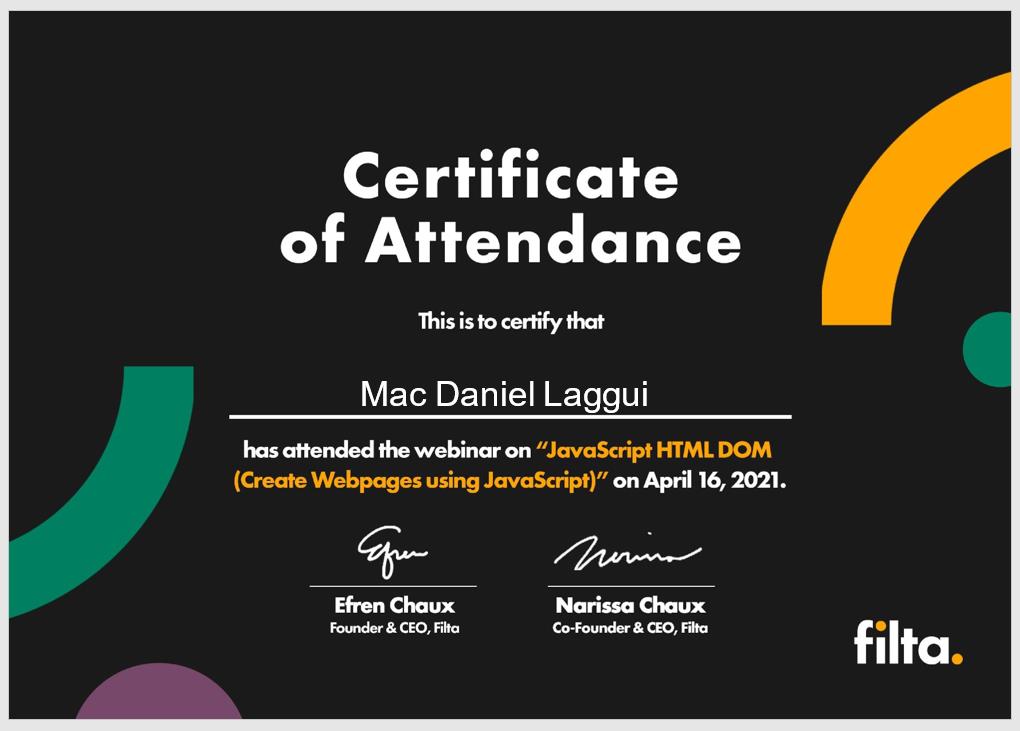 Certificate
of Attendance
This is to certify that
Mac Daniel Laggui
has attended the webinar on “JavaScript HTML DOM
(Create Webpages using JavaScript)” on April 16, 2021.
Efren
Narissa
Efren Chaux
Narissa Chaux
Founder & CEO, Filta
Co-Founder & CEO, Filta
filta.